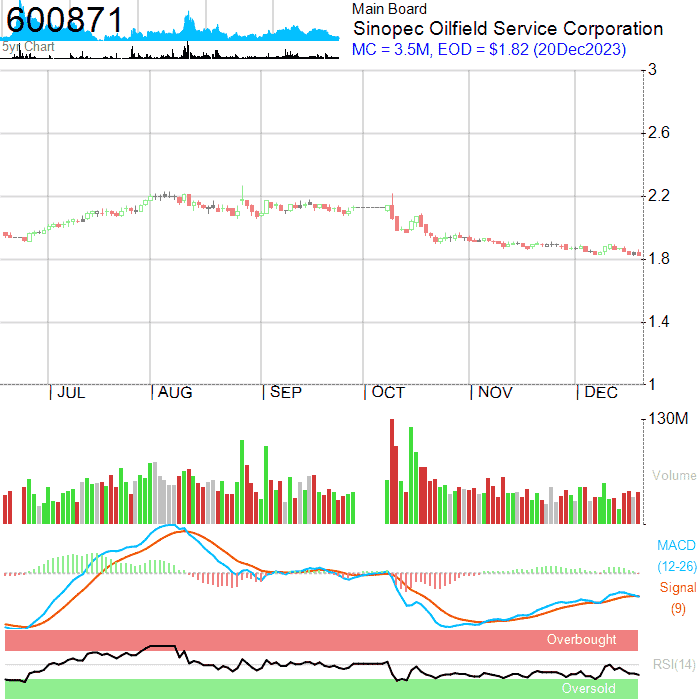 600871
5yr Chart
Main Board
Sinopec Oilfield Service Corporation
MC = 3.5M, EOD = $1.82 (20Dec2023)
3
2.6
2.2
1.8
1.4
1
JUL AUG SEP OCT NOV DEC
130M
Volume
MACD
(12-26)
Signal
(9)
Overbought
RSI(14)
Oversold